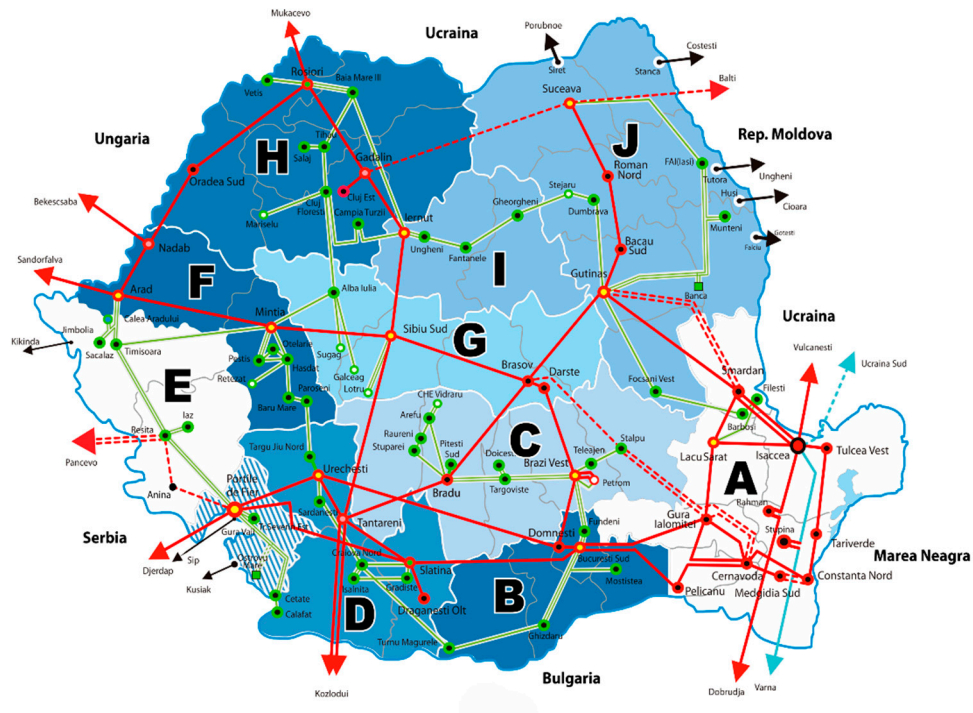 Mukacevo
Ucraina
Porubnoe
Costesti
Siret
Stanca
Balti
Rosiori
Vetis
Baia Mare III
Suceava
Ungaria
Rep. Moldova
Tihau
H
Salaj
Gadalin
J
FAI(Iasi)
Tutora
Ungheni
Oradea Sud
Roman
Nord
Husi
Cioara
Cluj Est
Cluj
Floresti
Campia Turzii
Stejaru
Dumbrava
Gheorgheni
Bekescsaba
Mariselu
Iernut
Munteni
Ungheni
Fantanele
Falciu
Gotesti
Nadab
Bacau
Sud
Sandorfalva
F
I
Gutinas
Arad
Alba Iulia
Banca
Mintia
Calea Aradului
Ucraina
Jimbolia
Kikinda
Sacalaz
Timisoara
Otelarie
Sibiu Sud
G
Vulcanesti
Pestis
Hasdat
Sugag
Ucraina Sud
Retezat
Galceag
Lotru
Brasov
Darste
Smardan
E
Paroseni
Baru Mare
Focsani Vest
Filesti
CHE Vidraru
Iaz
Arefu
Barbosi
Resita
Raureni
C
Stalpu
Targu Jiu Nord
Stuparei
Pitesti
Sud
Doicesti
Brazi Vest
Teleajen
Lacu Sarat
Isaccea
Tulcea Vest
Pancevo
Urechesti
A
Anina
Portile
de Fier
Bradu
Targoviste
Petrom
Rahman
Sardanesti
Gura
Ialomitei
Tr.Severin Est
Gura Vaii
Tantareni
Domnesti
Fundeni
Stupina
Serbia
Tariverde
Marea Neagra
Sip
Djerdap
Ostrovu
Mare
Craiova Nord
Slatina
Bucuresti Sud
Cernavoda
Kusiak
Isalnita
Gradiste
Mostistea
Medgidia Sud
Constanta Nord
Pelicanu
Cetate
D
Draganesti Olt
B
Calafat
Ghizdaru
Turnu Magurele
Bulgaria
Kozlodui
Dobrudja
Varna